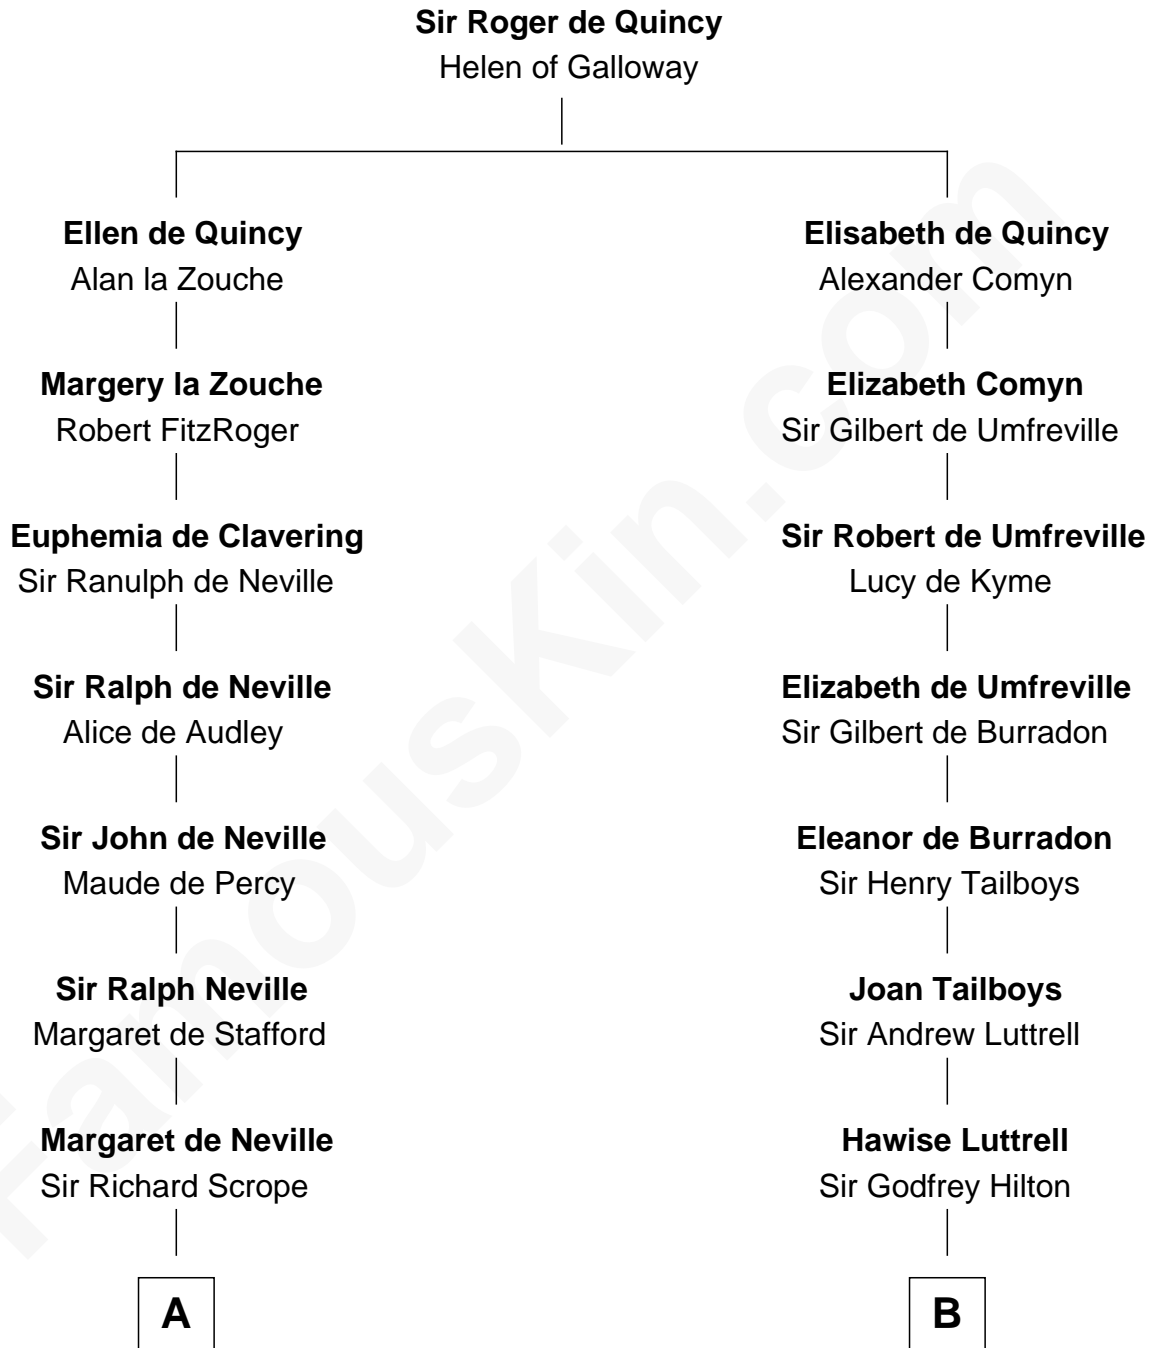 Sir Roger de Quincy
Helen of Galloway
Ellen de Quincy
Alan la Zouche
Elisabeth de Quincy
Alexander Comyn
Margery la Zouche
Robert FitzRoger
Elizabeth Comyn
Sir Gilbert de Umfreville
Euphemia de Clavering
Sir Ranulph de Neville
Sir Robert de Umfreville
Lucy de Kyme
Sir Ralph de Neville
Alice de Audley
Elizabeth de Umfreville
Sir Gilbert de Burradon
Sir John de Neville
Maude de Percy
Eleanor de Burradon
Sir Henry Tailboys
Sir Ralph Neville
Margaret de Stafford
Joan Tailboys
Sir Andrew Luttrell
Margaret de Neville
Sir Richard Scrope
Hawise Luttrell
Sir Godfrey Hilton
A
B
FamousKin.com